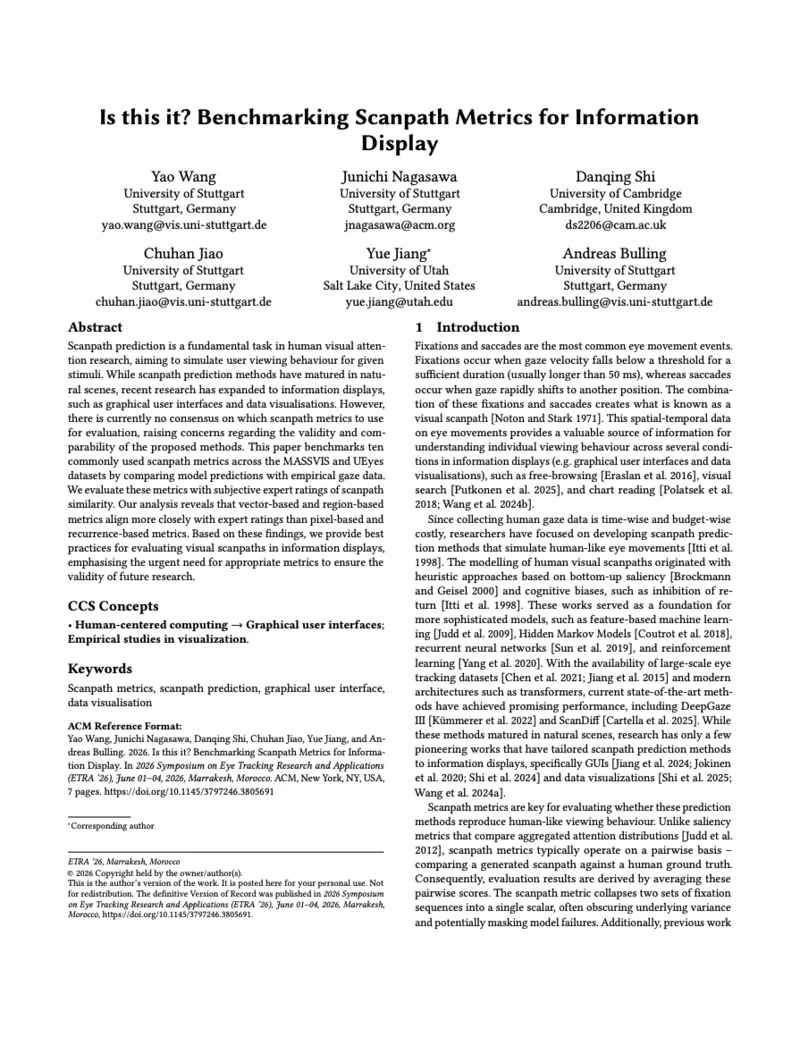 Is this it? Benchmarking Scanpath Metrics for Information
Display
Yao Wang
University of Stuttgart
Stuttgart, Germany
yao.wang@vis.uni-stuttgart.de
Junichi Nagasawa
University of Stuttgart
Stuttgart, Germany
jnagasawa@acm.org
Danqing Shi
University of Cambridge
Cambridge, United Kingdom
ds2206@cam.ac.uk
Chuhan Jiao
University of Stuttgart
Stuttgart, Germany
chuhan.jiao@vis.uni-stuttgart.de
Yue Jiang*
University of Utah
Salt Lake City, United States
yue.jiang@utah.edu
Andreas Bulling
University of Stuttgart
Stuttgart, Germany
andreas.bulling@vis.uni-stuttgart.de
Abstract
Scanpath prediction is a fundamental task in human visual atten-
tion research, aiming to simulate user viewing behaviour for given
stimuli. While scanpath prediction methods have matured in natu-
ral scenes, recent research has expanded to information displays,
such as graphical user interfaces and data visualisations. However,
there is currently no consensus on which scanpath metrics to use
for evaluation, raising concerns regarding the validity and com-
parability of the proposed methods. This paper benchmarks ten
commonly used scanpath metrics across the MASSVIS and UEyes
datasets by comparing model predictions with empirical gaze data.
We evaluate these metrics with subjective expert ratings of scanpath
similarity. Our analysis reveals that vector-based and region-based
metrics align more closely with expert ratings than pixel-based and
recurrence-based metrics. Based on these findings, we provide best
practices for evaluating visual scanpaths in information displays,
emphasising the urgent need for appropriate metrics to ensure the
validity of future research.
CCS Concepts
• Human-centered computing → Graphical user interfaces;
Empirical studies in visualization.
Keywords
Scanpath metrics, scanpath prediction, graphical user interface,
data visualisation
ACM Reference Format:
Yao Wang, Junichi Nagasawa, Danqing Shi, Chuhan Jiao, Yue Jiang, and An-
dreas Bulling. 2026. Is this it? Benchmarking Scanpath Metrics for Informa-
tion Display. In 2026 Symposium on Eye Tracking Research and Applications
(ETRA '26), June 01–04, 2026, Marrakesh, Morocco. ACM, New York, NY, USA,
7 pages. https://doi.org/10.1145/3797246.3805691
*Corresponding author
ETRA '26, Marrakesh, Morocco
© 2026 Copyright held by the owner/author(s).
This is the author's version of the work. It is posted here for your personal use. Not
for redistribution. The definitive Version of Record was published in 2026 Symposium
on Eye Tracking Research and Applications (ETRA '26), June 01–04, 2026, Marrakesh,
Morocco, https://doi.org/10.1145/3797246.3805691.
1 Introduction
Fixations and saccades are the most common eye movement events.
Fixations occur when gaze velocity falls below a threshold for a
sufficient duration (usually longer than 50 ms), whereas saccades
occur when gaze rapidly shifts to another position. The combina-
tion of these fixations and saccades creates what is known as a
visual scanpath [Noton and Stark 1971]. This spatial-temporal data
on eye movements provides a valuable source of information for
understanding individual viewing behaviour across several condi-
tions in information displays (e.g. graphical user interfaces and data
visualisations), such as free-browsing [Eraslan et al. 2016], visual
search [Putkonen et al. 2025], and chart reading [Polatsek et al.
2018; Wang et al. 2024b].
Since collecting human gaze data is time-wise and budget-wise
costly, researchers have focused on developing scanpath predic-
tion methods that simulate human-like eye movements [Itti et al.
1998]. The modelling of human visual scanpaths originated with
heuristic approaches based on bottom-up saliency [Brockmann
and Geisel 2000] and cognitive biases, such as inhibition of re-
turn [Itti et al. 1998]. These works served as a foundation for
more sophisticated models, such as feature-based machine learn-
ing [Judd et al. 2009], Hidden Markov Models [Coutrot et al. 2018],
recurrent neural networks [Sun et al. 2019], and reinforcement
learning [Yang et al. 2020]. With the availability of large-scale eye
tracking datasets [Chen et al. 2021; Jiang et al. 2015] and modern
architectures such as transformers, current state-of-the-art meth-
ods have achieved promising performance, including DeepGaze
III [Kümmerer et al. 2022] and ScanDiff [Cartella et al. 2025]. While
these methods matured in natural scenes, research has only a few
pioneering works that have tailored scanpath prediction methods
to information displays, specifically GUIs [Jiang et al. 2024; Jokinen
et al. 2020; Shi et al. 2024] and data visualizations [Shi et al. 2025;
Wang et al. 2024a].
Scanpath metrics are key for evaluating whether these prediction
methods reproduce human-like viewing behaviour. Unlike saliency
metrics that compare aggregated attention distributions [Judd et al.
2012], scanpath metrics typically operate on a pairwise basis –
comparing a generated scanpath against a human ground truth.
Consequently, evaluation results are derived by averaging these
pairwise scores. The scanpath metric collapses two sets of fixation
sequences into a single scalar, often obscuring underlying variance
and potentially masking model failures. Additionally, previous work